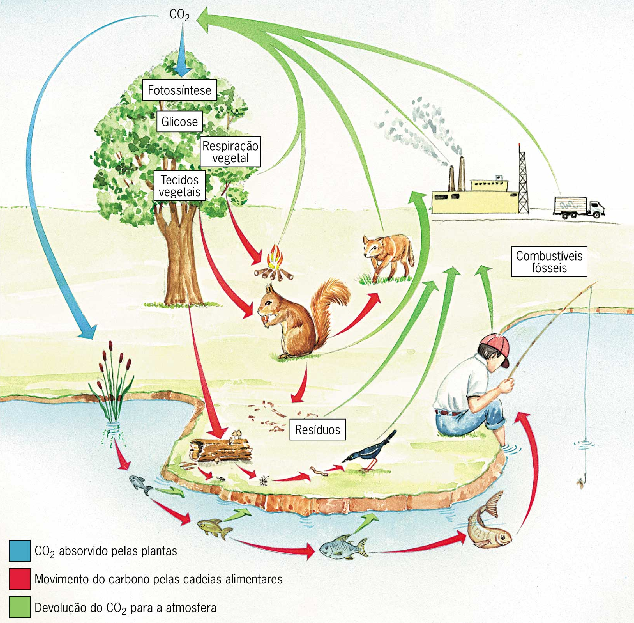 CO₂
Fotossíntese
Glicose
Respiração
vegetal
Tecidos
vegetais
Combustíveis
fósseis
Resíduos
CO₂ absorvido pelas plantas
Movimento do carbono pelas cadeias alimentares
Devolucão do CO₂ para a atmosfera